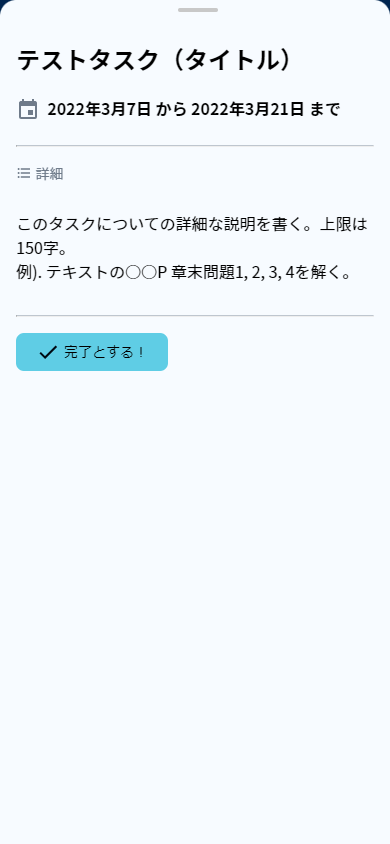 テストタスク（タイトル）
2022年3月7日 から 2022年3月21日 まで
詳細
このタスクについての詳細な説明を書く。上限は
150字。
例). テキストの○○P 章末問題1, 2, 3, 4を解く。
完了とする！